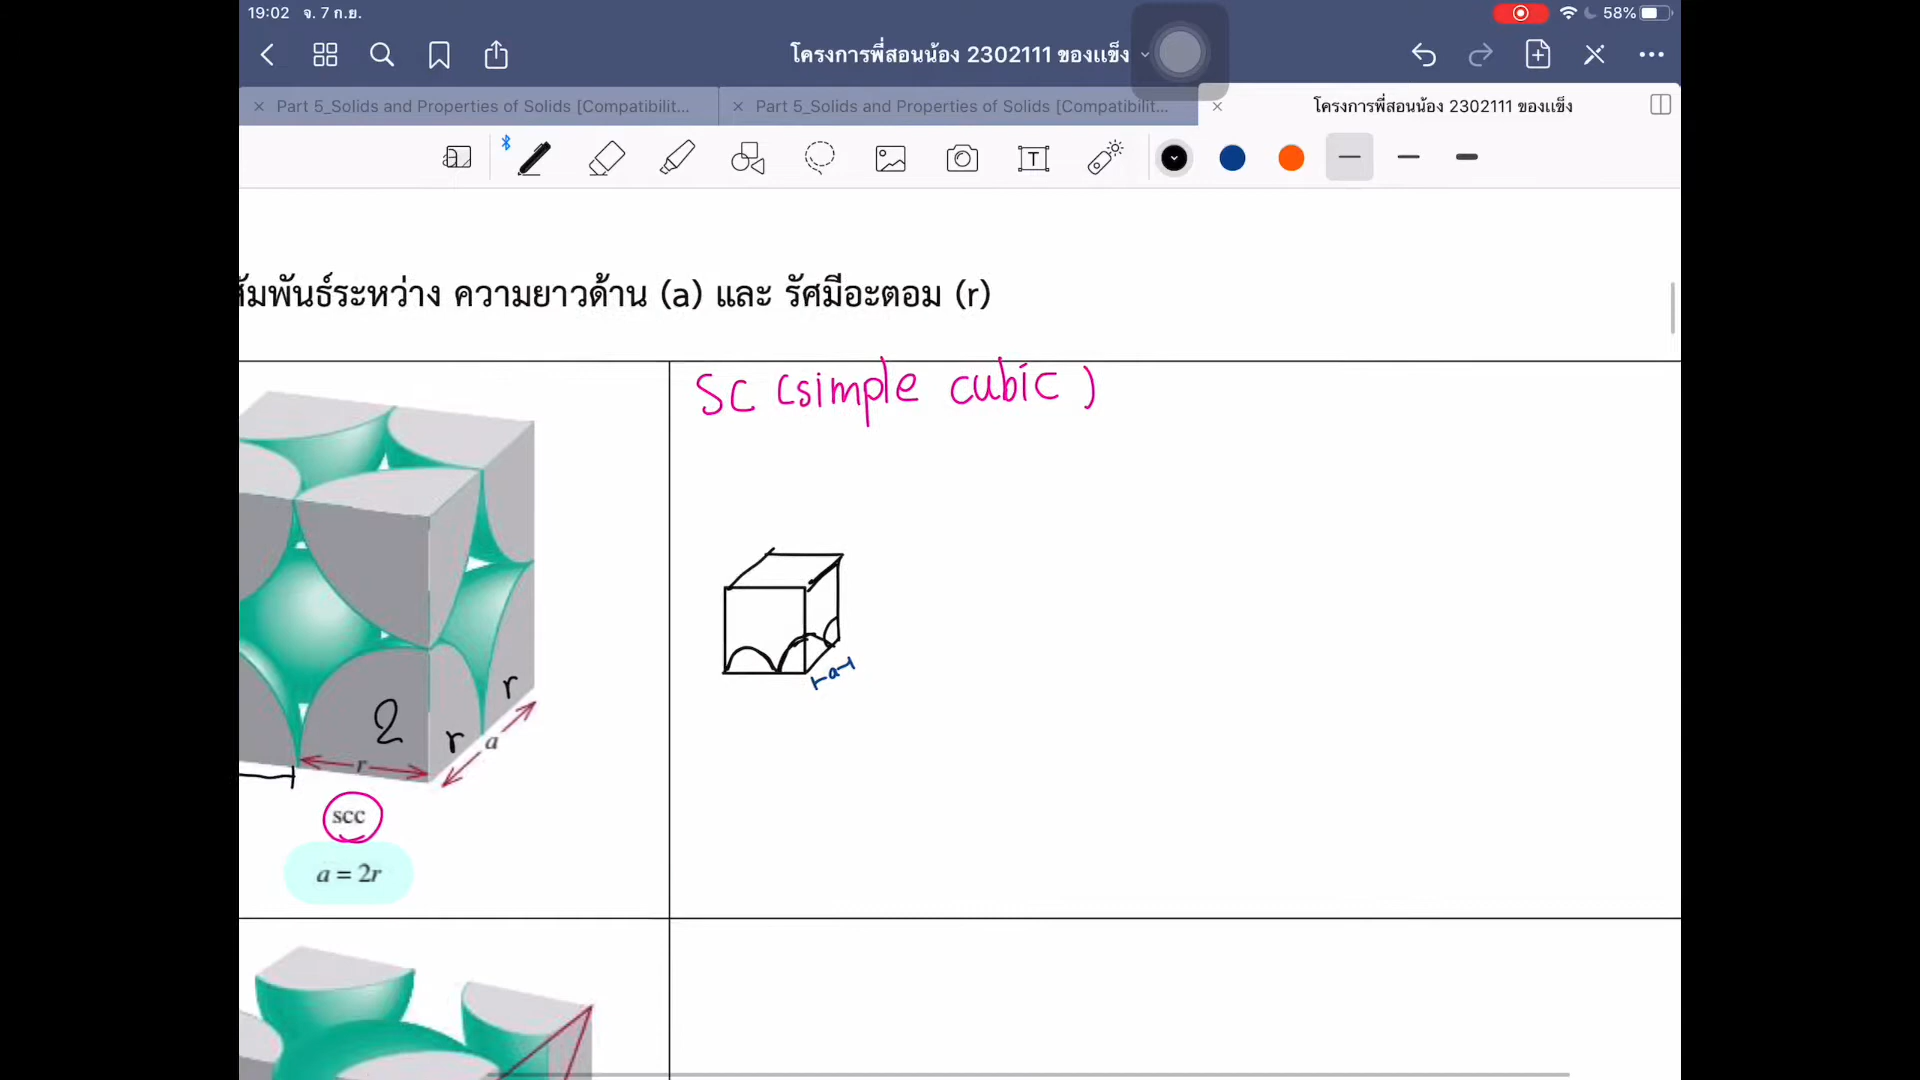 19:02 จ. 7 ก.ย. 58%
โครงการพี่สอนน้อง 2302111 ของแข็ง
Part 5_Solids and Properties of Solids [Compatibilit... Part 5_Solids and Properties of Solids [Compatibilit... โครงการพี่สอนน้อง 2302111 ของแข็ง
สัมพันธ์ระหว่าง ความยาวด้าน (a) และ รัศมีอะตอม (r)
SC (simple cubic )
a
r
2
r
a
r
scc
a = 2r